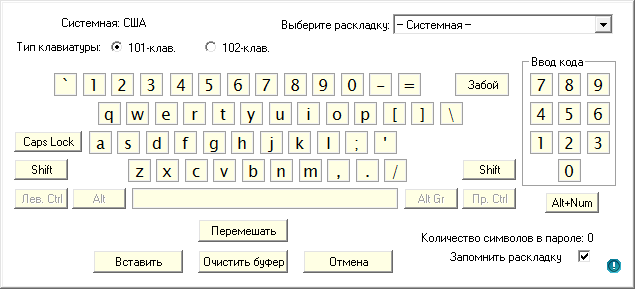 Системная: США Выберите раскладку: -- Системная --
Тип клавиатуры: 101-клав. 102-клав.
Ввод кода
` 1 2 3 4 5 6 7 8 9 0 - = Забой 7 8 9
q w e r t y u i o p [ ] \ 4 5 6
Caps Lock a s d f g h j k l ; ' 1 2 3
Shift z x c v b n m , . / Shift 0
Лев. Ctrl Alt Alt Gr Пр. Ctrl Alt+Num
Перемешать
Количество символов в пароле: 0
Вставить Очистить буфер Отмена Запомнить раскладку